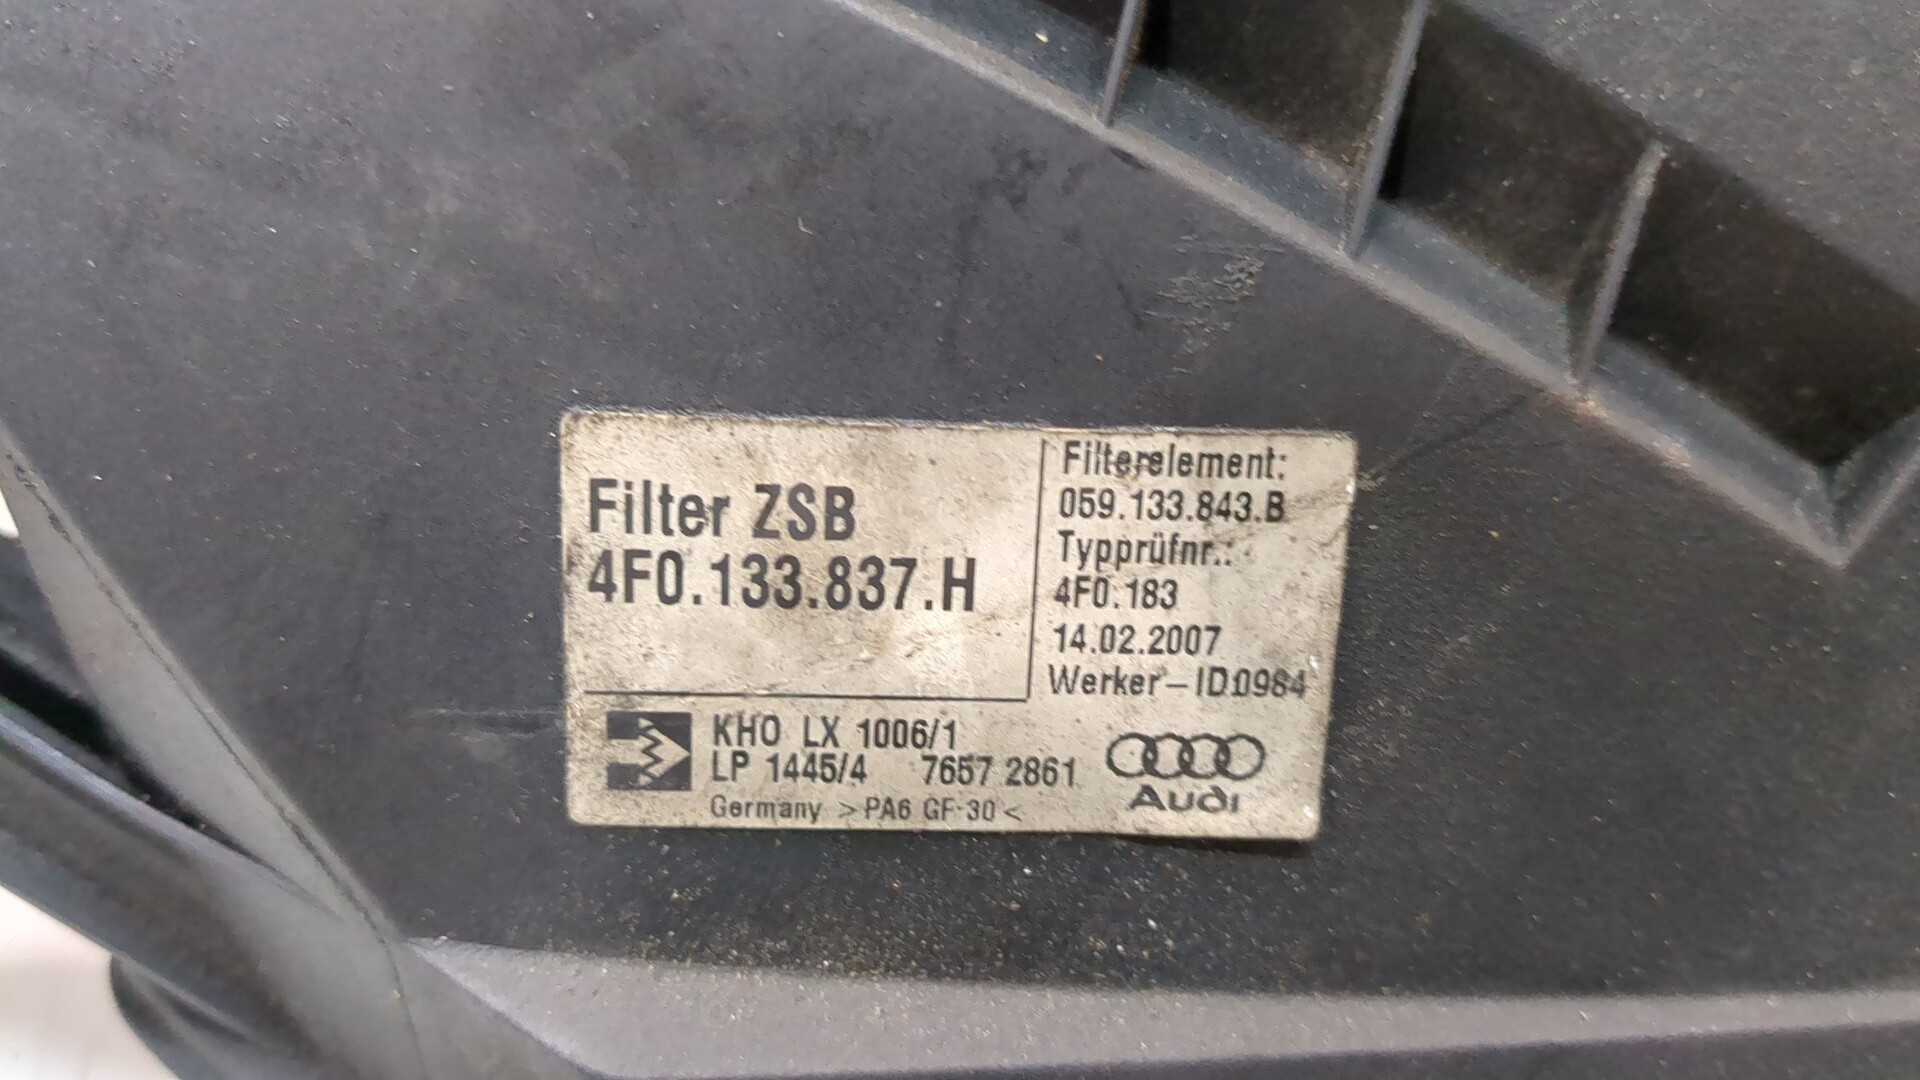 Filter ZSB
4F0.133.837.H
Filterelement:
059.133.843.B
Typprüfnr.:
4F0.183
14.02.2007
Werker-ID0984
KHO LX 1006/1
LP 1445/4 7657 2861
Germany >PA6 GF-30<
Audi